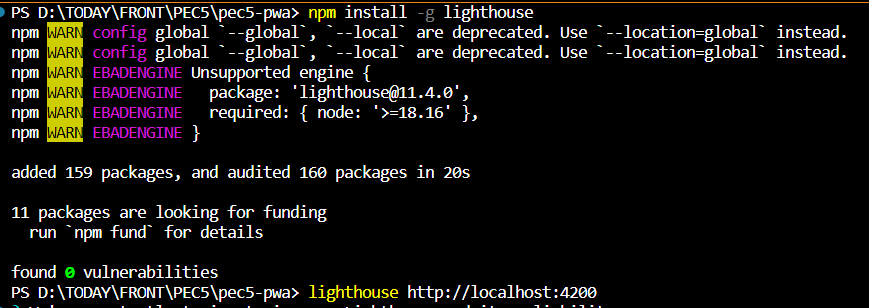 PS D:\TODAY\FRONT\PEC5\pec5-pwa> npm install -g lighthouse
npm WARN config global `--global`, `--local` are deprecated. Use `--location=global` instead.
npm WARN config global `--global`, `--local` are deprecated. Use `--location=global` instead.
npm WARN EBADENGINE Unsupported engine {
npm WARN EBADENGINE   package: 'lighthouse@11.4.0',
npm WARN EBADENGINE   required: { node: '>=18.16' },
npm WARN EBADENGINE }
added 159 packages, and audited 160 packages in 20s
11 packages are looking for funding
  run `npm fund` for details
found 0 vulnerabilities
PS D:\TODAY\FRONT\PEC5\pec5-pwa> lighthouse http://localhost:4200